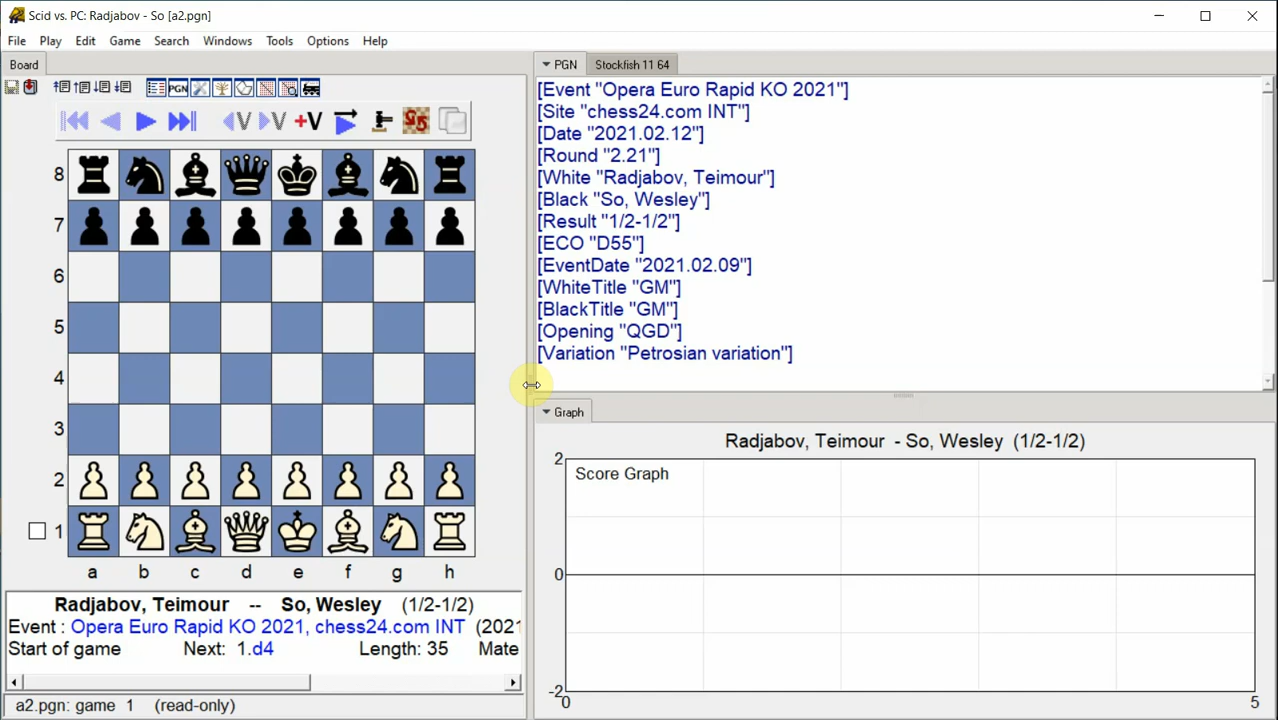 Scid vs. PC: Radjabov - So [a2.pgn]
File Play Edit Game Search Windows Tools Options Help
Board
PGN
V V +V
8
7
6
5
4
3
2
1
a b c d e f g h
Radjabov, Teimour -- So, Wesley (1/2-1/2)
Event : Opera Euro Rapid KO 2021, chess24.com INT (2021
Start of game Next: 1.d4 Length: 35 Mate
a2.pgn: game 1 (read-only)
PGN Stockfish 11 64
[Event "Opera Euro Rapid KO 2021"]
[Site "chess24.com INT"]
[Date "2021.02.12"]
[Round "2.21"]
[White "Radjabov, Teimour"]
[Black "So, Wesley"]
[Result "1/2-1/2"]
[ECO "D55"]
[EventDate "2021.02.09"]
[WhiteTitle "GM"]
[BlackTitle "GM"]
[Opening "QGD"]
[Variation "Petrosian variation"]
Graph
Radjabov, Teimour - So, Wesley (1/2-1/2)
2
Score Graph
0
-2
0 5